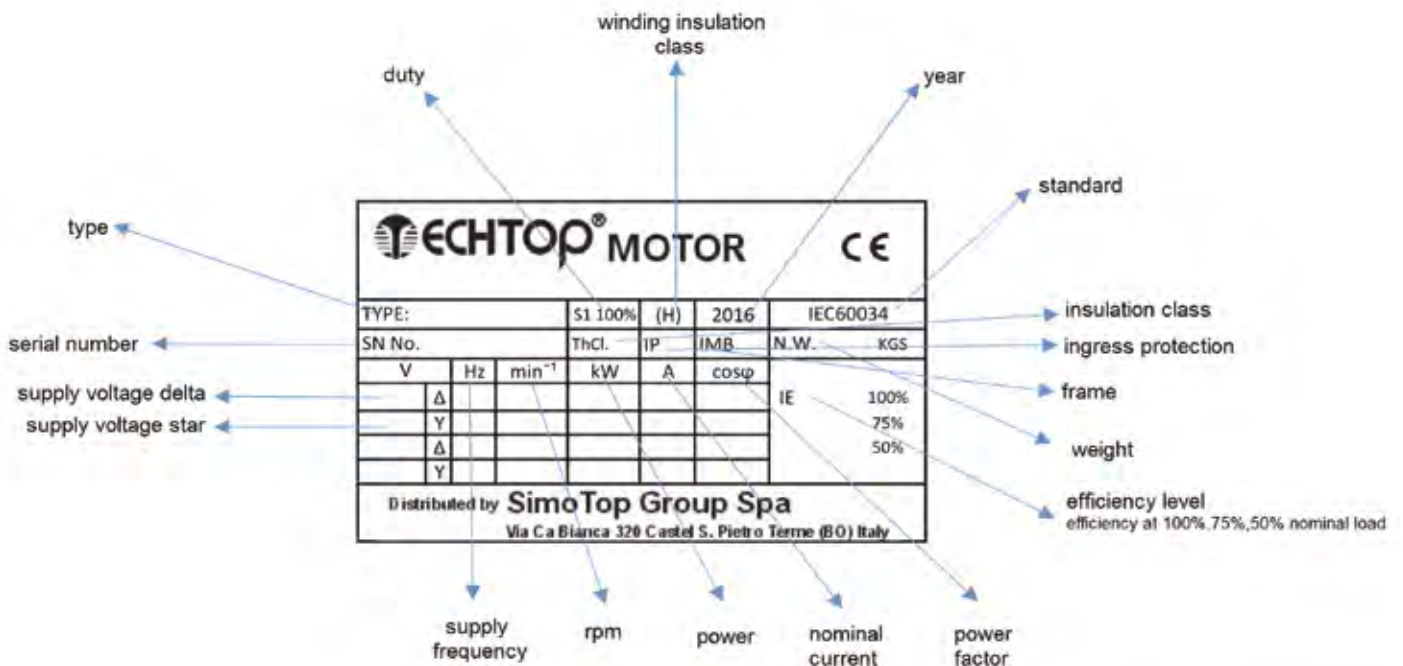 winding insulation
class
duty
year
standard
type
TECHTOP® MOTOR CE
TYPE: S1 100% (H) 2016 IEC60034
insulation class
serial number
SN No. ThCl. IP IMB N.W. KGS
ingress protection
V Hz min⁻¹ kW A cosφ
frame
supply voltage delta
Δ IE 100%
supply voltage star
Y 75%
Δ 50%
weight
Y
efficiency level
efficiency at 100%,75%,50% nominal load
Distributed by SimoTop Group Spa
Via Ca Bianca 320 Castel S. Pietro Terme (BO) Italy
supply
frequency
rpm
power
nominal
current
power
factor